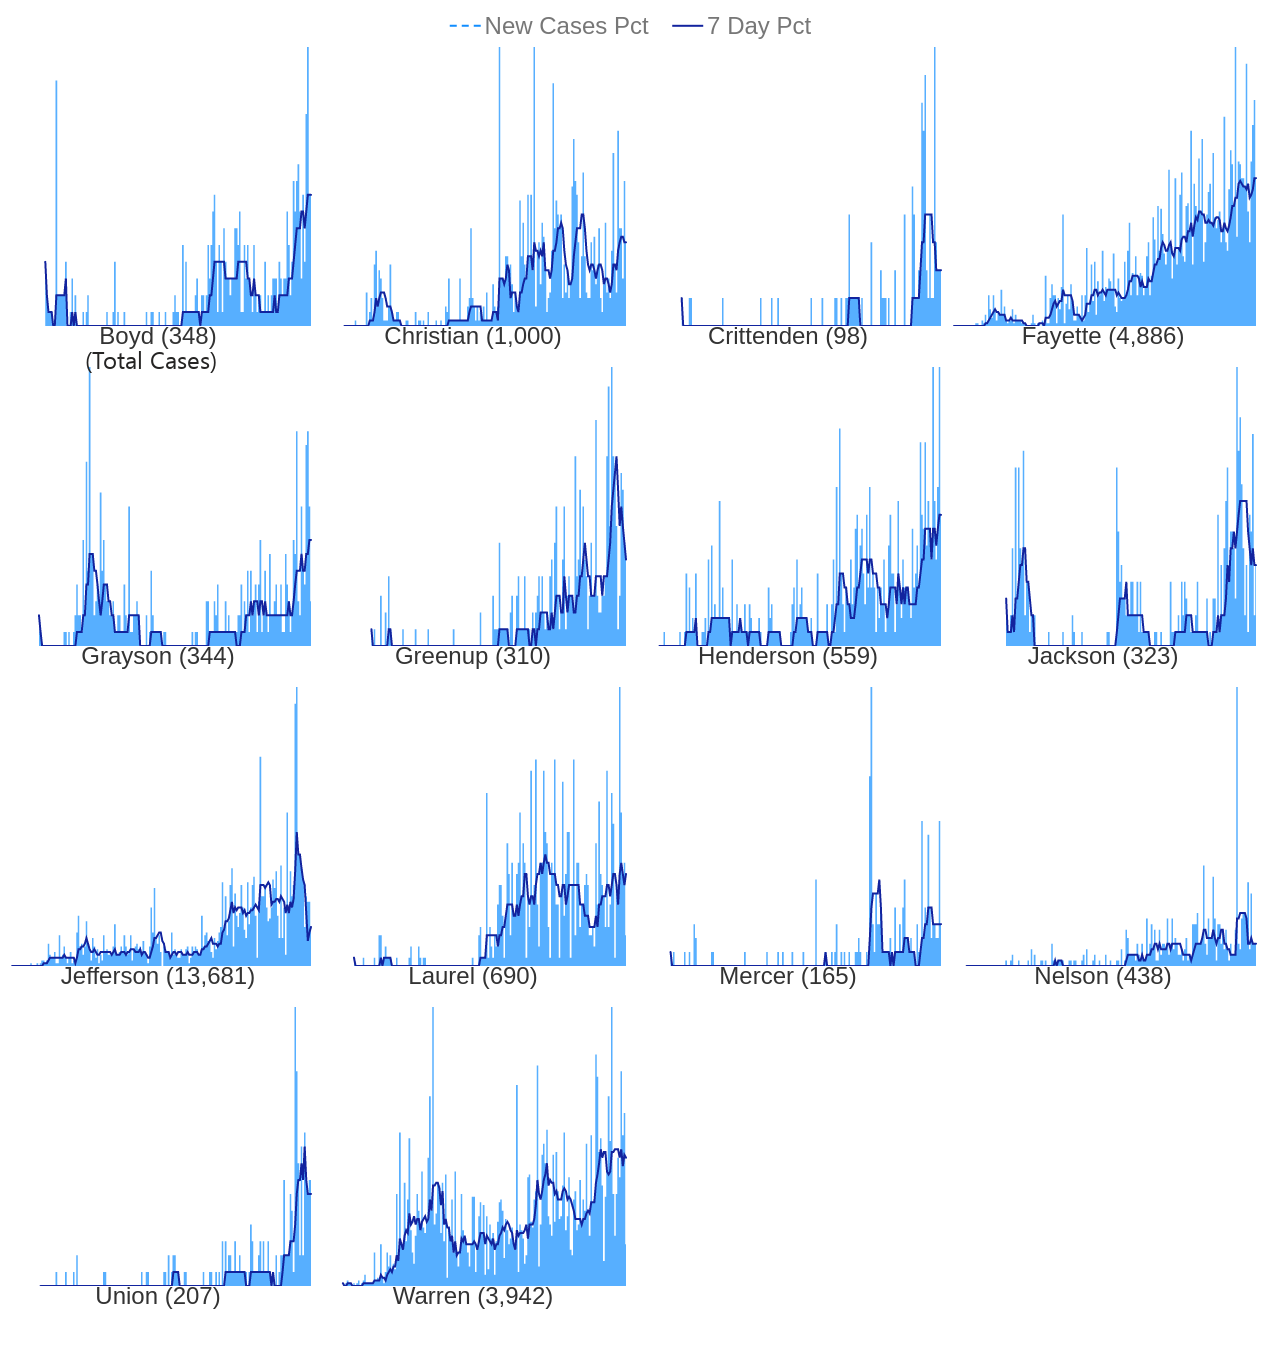 New Cases Pct 7 Day Pct
Boyd (348) Christian (1,000) Crittenden (98) Fayette (4,886)
(Total Cases)
Grayson (344) Greenup (310) Henderson (559) Jackson (323)
Jefferson (13,681) Laurel (690) Mercer (165) Nelson (438)
Union (207) Warren (3,942)